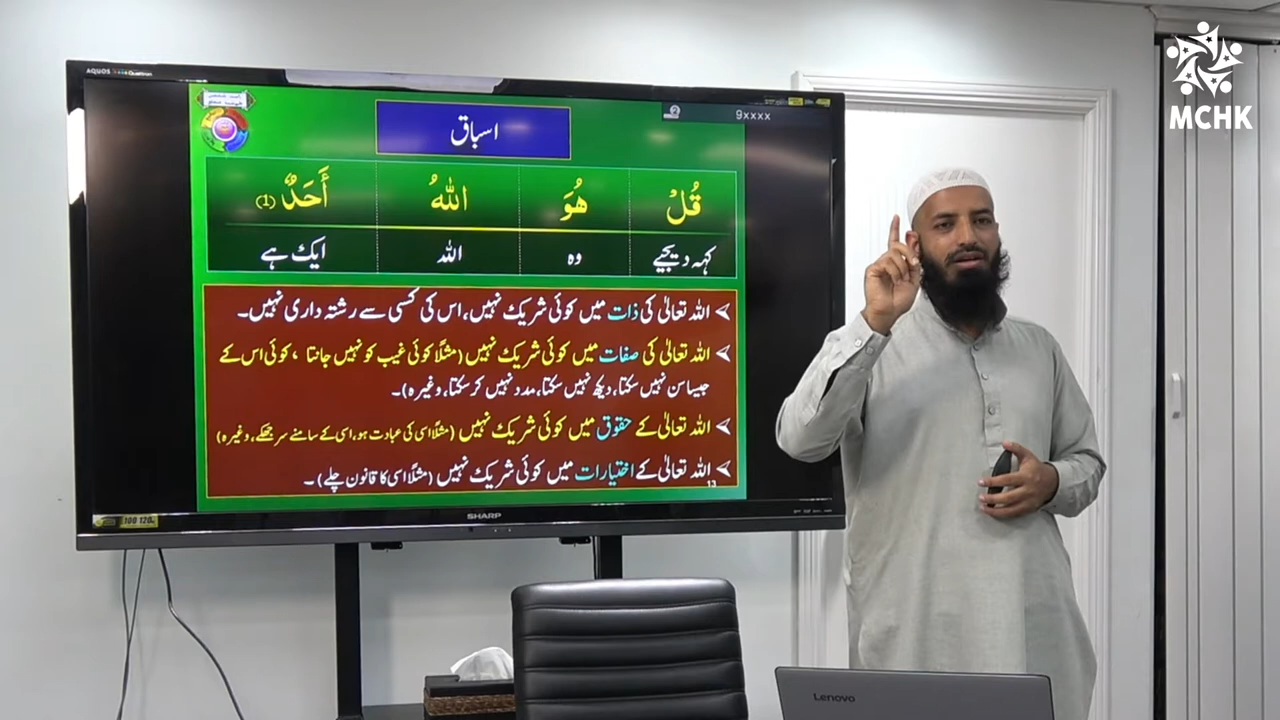 AQUOS
Quattron
MCHK
9xxxx
اسباق
قُلْ هُوَ اللّٰهُ أَحَدٌ (1)
کہہ دیجیے وہ اللہ ایک ہے
اللہ تعالیٰ کی ذات میں کوئی شریک نہیں، اس کی کسی سے رشتہ داری نہیں۔
اللہ تعالیٰ کی صفات میں کوئی شریک نہیں (مثلاً کوئی غیب کو نہیں جانتا، کوئی اس کے
جیسا سن نہیں سکتا، دیکھ نہیں سکتا، مدد نہیں کر سکتا، وغیرہ)۔
اللہ تعالیٰ کے حقوق میں کوئی شریک نہیں (مثلاً اسی کی عبادت ہو، اسی کے سامنے سر جھکے، وغیرہ)
اللہ تعالیٰ کے اختیارات میں کوئی شریک نہیں (مثلاً اسی کا قانون چلے)۔
13
SHARP
Lenovo